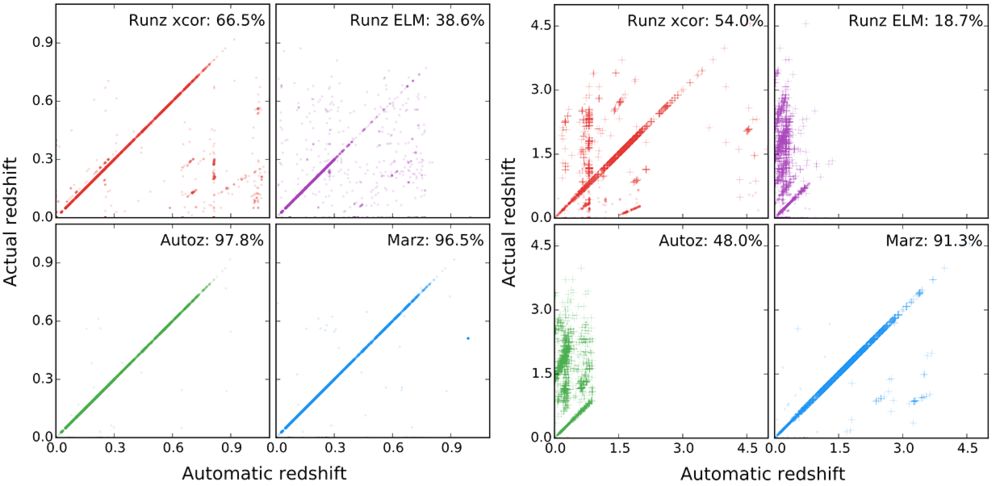 Runz xcor: 66.5%
Runz ELM: 38.6%
0.9
0.6
0.3
0.0
Autoz: 97.8%
Marz: 96.5%
0.9
0.6
0.3
0.0
0.0 0.3 0.6 0.9 0.0 0.3 0.6 0.9
Actual redshift
Automatic redshift
Runz xcor: 54.0%
Runz ELM: 18.7%
4.5
3.0
1.5
0.0
Autoz: 48.0%
Marz: 91.3%
4.5
3.0
1.5
0.0
0.0 1.5 3.0 4.5 0.0 1.5 3.0 4.5
Actual redshift
Automatic redshift